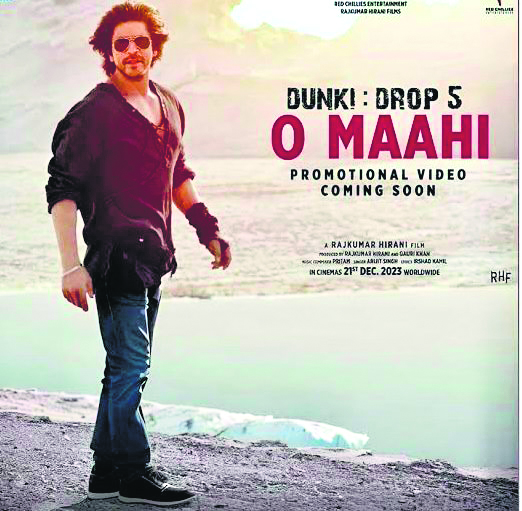 RED CHILLIES ENTERTAINMENT
RAJKUMAR HIRANI FILMS
RED CHILLIES
DUNKI : DROP 5
O MAAHI
PROMOTIONAL VIDEO
COMING SOON
A RAJKUMAR HIRANI FILM
PRODUCED BY RAJKUMAR HIRANI AND GAURI KHAN
MUSIC COMPOSER PRITAM SINGER ARIJIT SINGH LYRICS IRSHAD KAMIL
IN CINEMAS 21ST DEC. 2023 WORLDWIDE
RHF